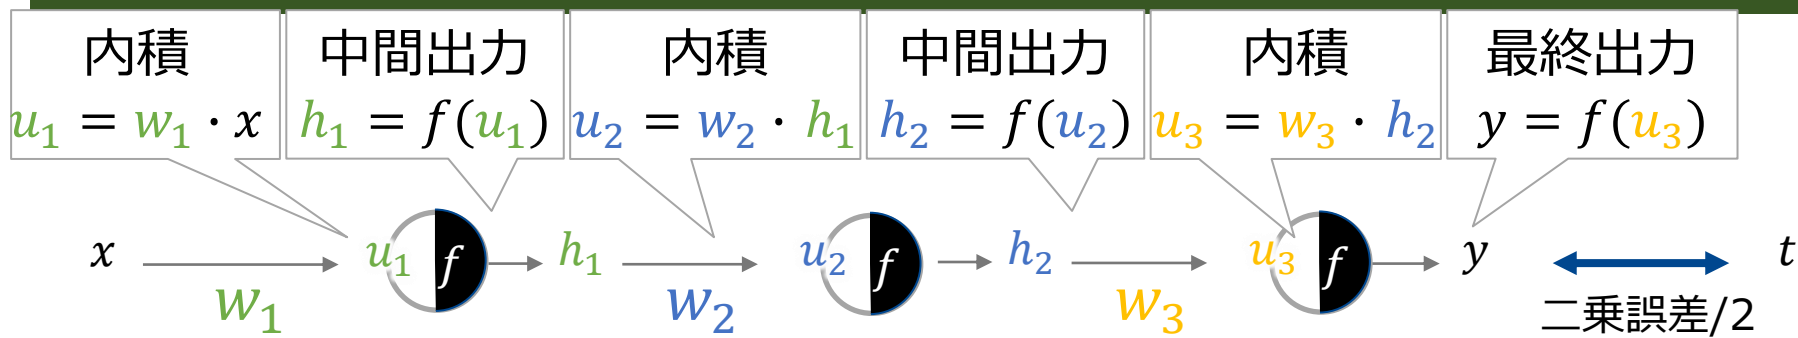 内積
u₁ = w₁ · x
中間出力
h₁ = f(u₁)
内積
u₂ = w₂ · h₁
中間出力
h₂ = f(u₂)
内積
u₃ = w₃ · h₂
最終出力
y = f(u₃)
x
w₁
u₁
f
h₁
w₂
u₂
f
h₂
w₃
u₃
f
y
t
二乗誤差/2